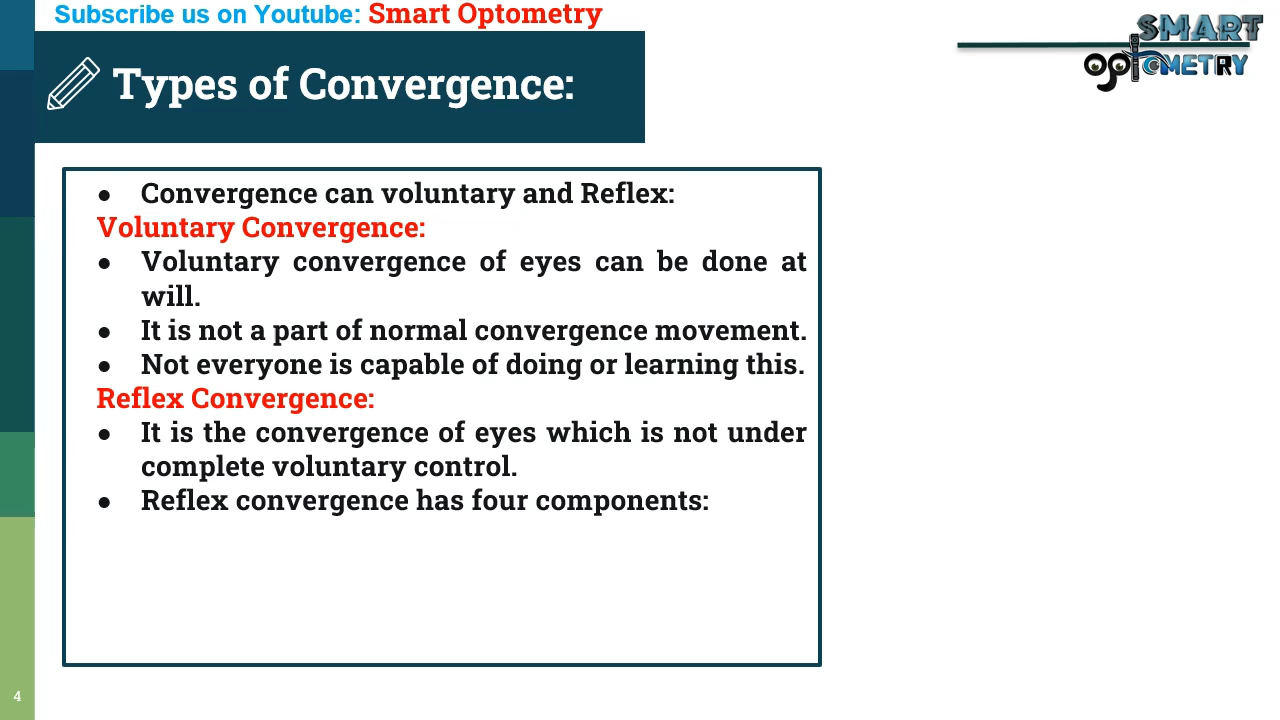 Subscribe us on Youtube: Smart Optometry
SMART
OPTOMETRY
Types of Convergence:
● Convergence can voluntary and Reflex:
Voluntary Convergence:
● Voluntary convergence of eyes can be done at
will.
● It is not a part of normal convergence movement.
● Not everyone is capable of doing or learning this.
Reflex Convergence:
● It is the convergence of eyes which is not under
complete voluntary control.
● Reflex convergence has four components:
4